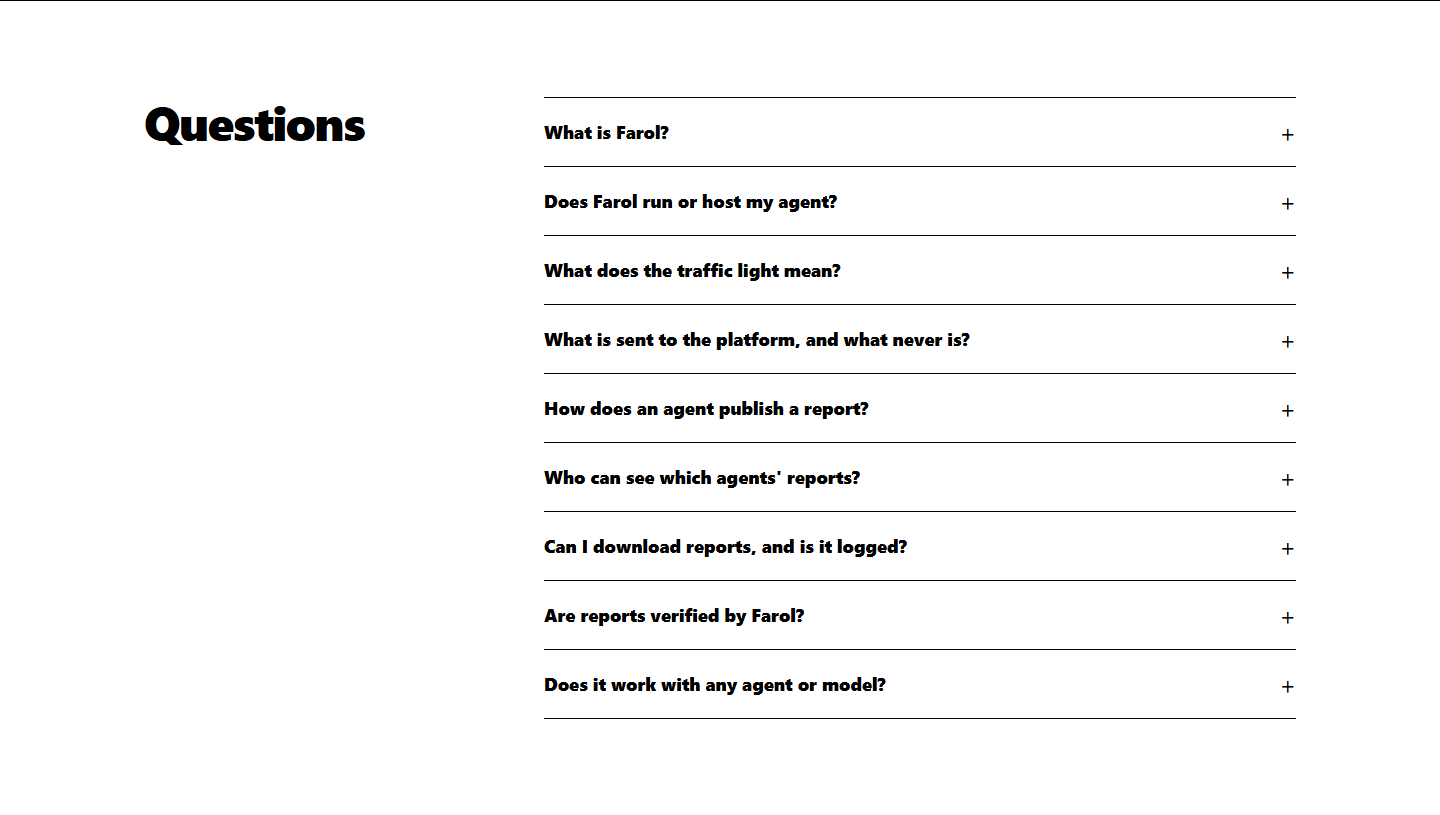 Questions
What is Farol?
+
Does Farol run or host my agent?
+
What does the traffic light mean?
+
What is sent to the platform, and what never is?
+
How does an agent publish a report?
+
Who can see which agents' reports?
+
Can I download reports, and is it logged?
+
Are reports verified by Farol?
+
Does it work with any agent or model?
+